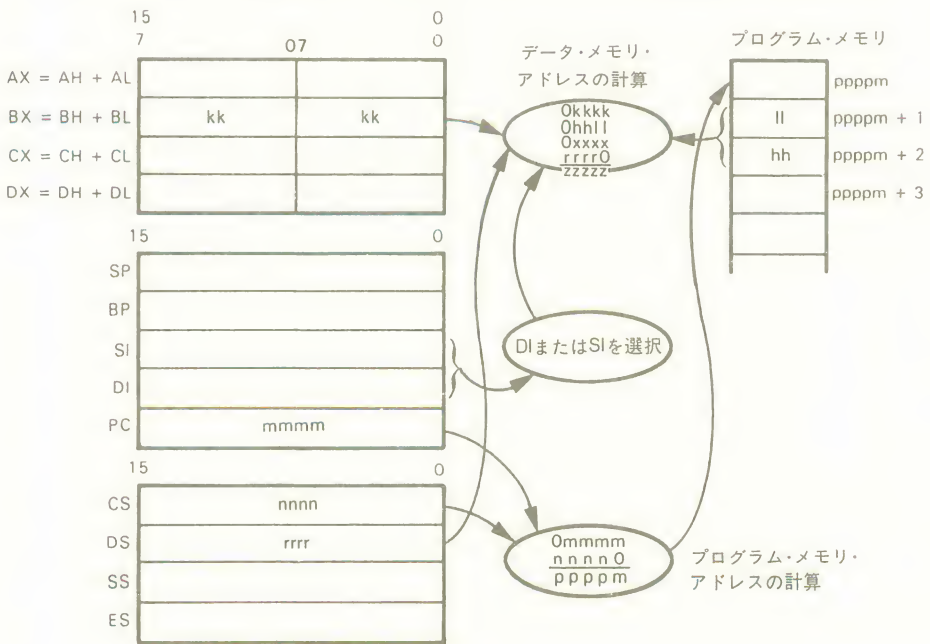 15 0
7 07 0
AX = AH + AL
BX = BH + BL kk kk
CX = CH + CL
DX = DH + DL
データ・メモリ・
アドレスの計算
0kkkk
0hhll
0xxxx
rrrr0
zzzzz
プログラム・メモリ
ppppm
ll ppppm + 1
hh ppppm + 2
ppppm + 3
15 0
SP
BP
SI
DI
PC mmmm
DIまたはSIを選択
15 0
CS nnnn
DS rrrr
SS
ES
0mmmm
nnnn0
ppppm
プログラム・メモリ・
アドレスの計算